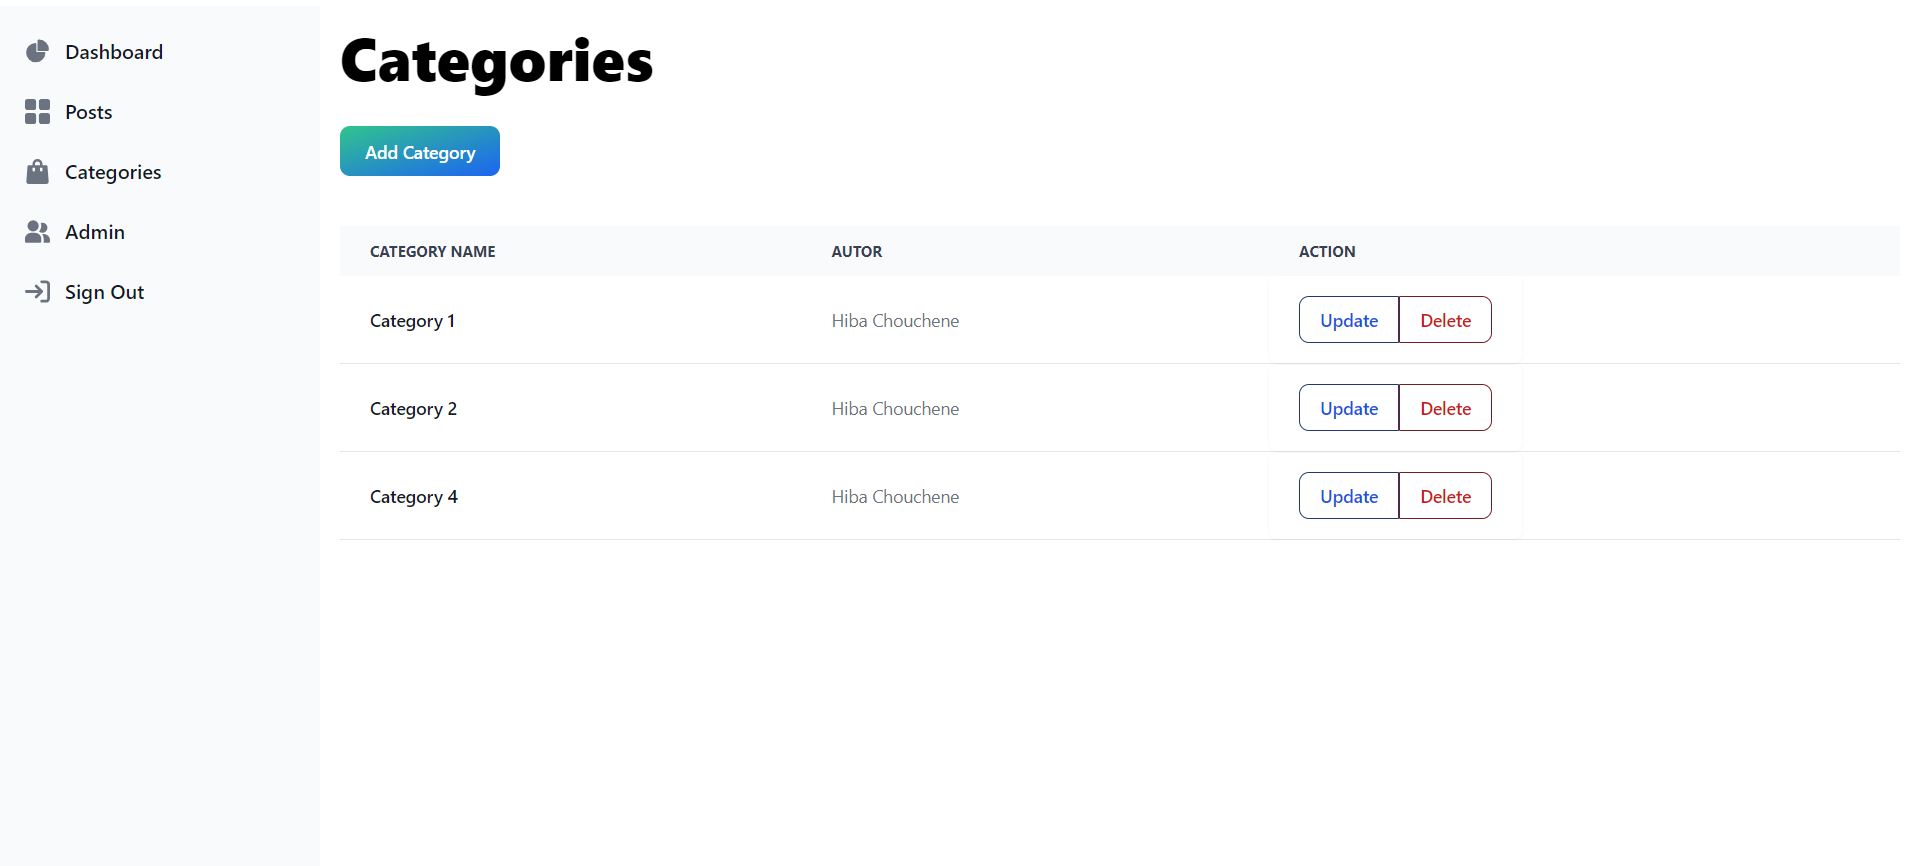 Dashboard
Posts
Categories
Admin
Sign Out
Categories
Add Category
CATEGORY NAME AUTOR ACTION
Category 1 Hiba Chouchene Update Delete
Category 2 Hiba Chouchene Update Delete
Category 4 Hiba Chouchene Update Delete